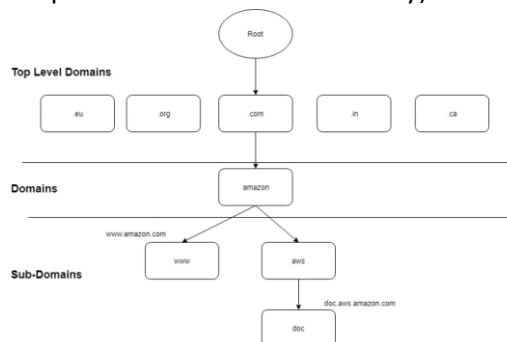 Root
Top Level Domains
.eu
.org
.com
.in
.ca
Domains
amazon
www.amazon.com
www
aws
Sub-Domains
doc.aws.amazon.com
doc